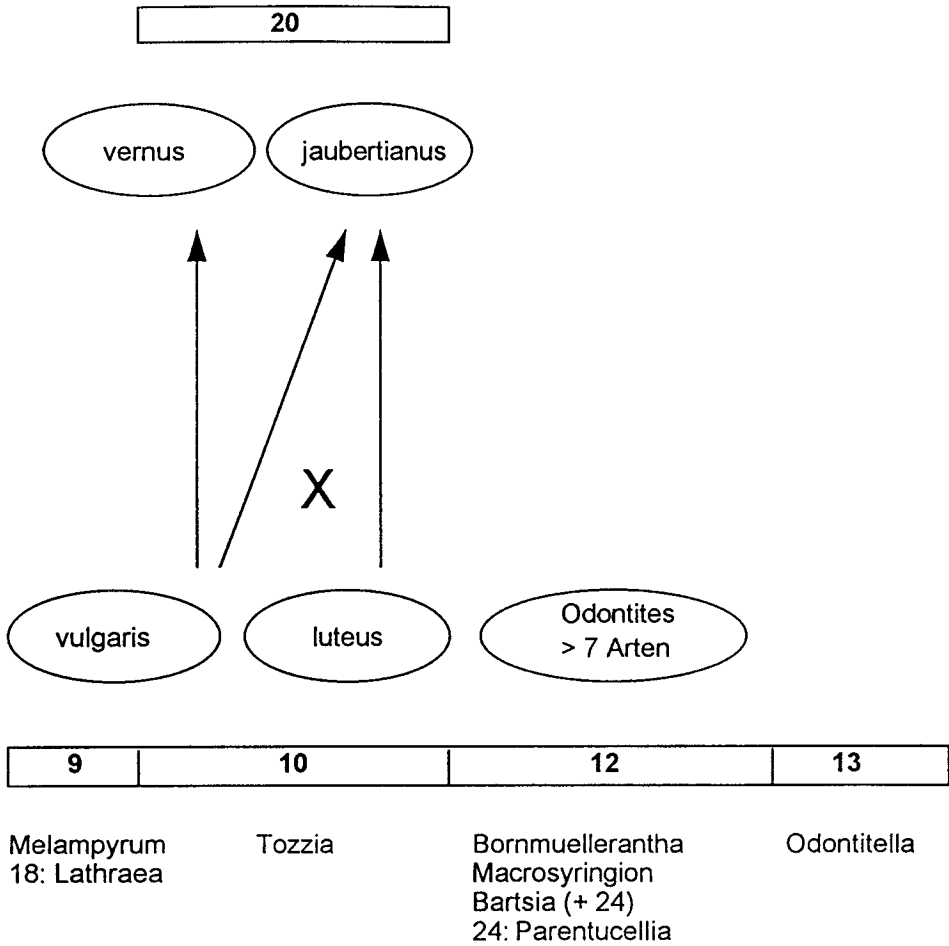 20
vernus jaubertianus
X
vulgaris luteus Odontites
> 7 Arten
9 10 12 13
Melampyrum Tozzia Bornmuellerantha Odontitella
18: Lathraea Macrosyringion
Bartsia (+ 24)
24: Parentucellia